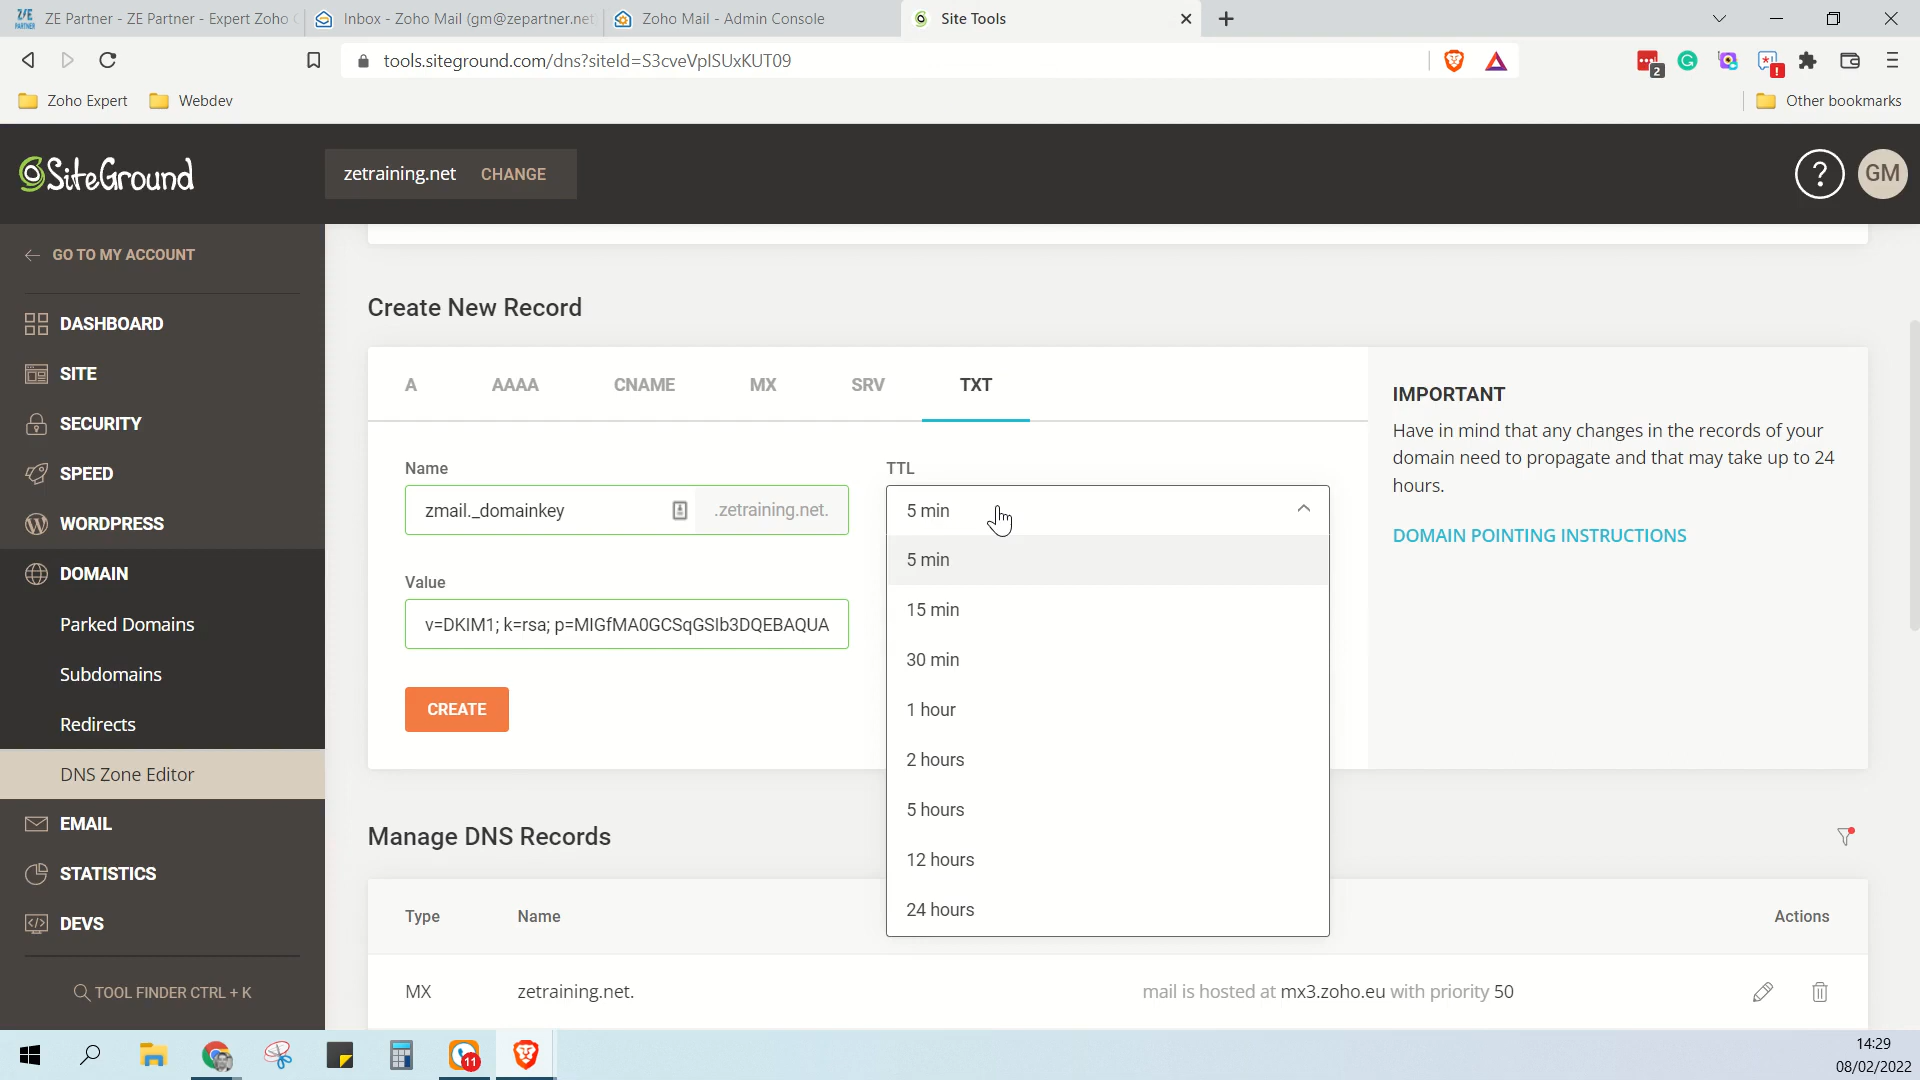 ZE Partner - ZE Partner - Expert Zoho C
Inbox - Zoho Mail (gm@zepartner.net
Zoho Mail - Admin Console
Site Tools
tools.siteground.com/dns?siteId=S3cveVpISUxKUT09
2
!
Zoho Expert
Webdev
Other bookmarks
SiteGround
zetraining.net
CHANGE
?
GM
GO TO MY ACCOUNT
DASHBOARD
SITE
SECURITY
SPEED
WORDPRESS
DOMAIN
Parked Domains
Subdomains
Redirects
DNS Zone Editor
EMAIL
STATISTICS
DEVS
TOOL FINDER CTRL + K
Create New Record
A
AAAA
CNAME
MX
SRV
TXT
Name
zmail._domainkey
.zetraining.net.
Value
v=DKIM1; k=rsa; p=MIGfMA0GCSqGSIb3DQEBAQUA
CREATE
TTL
5 min
5 min
15 min
30 min
1 hour
2 hours
5 hours
12 hours
24 hours
IMPORTANT
Have in mind that any changes in the records of your
domain need to propagate and that may take up to 24
hours.
DOMAIN POINTING INSTRUCTIONS
Manage DNS Records
Type
Name
Actions
MX
zetraining.net.
mail is hosted at mx3.zoho.eu with priority 50
11
14:29
08/02/2022